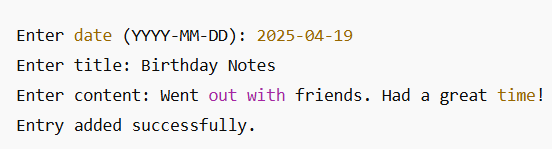 Enter date (YYYY-MM-DD): 2025-04-19
Enter title: Birthday Notes
Enter content: Went out with friends. Had a great time!
Entry added successfully.